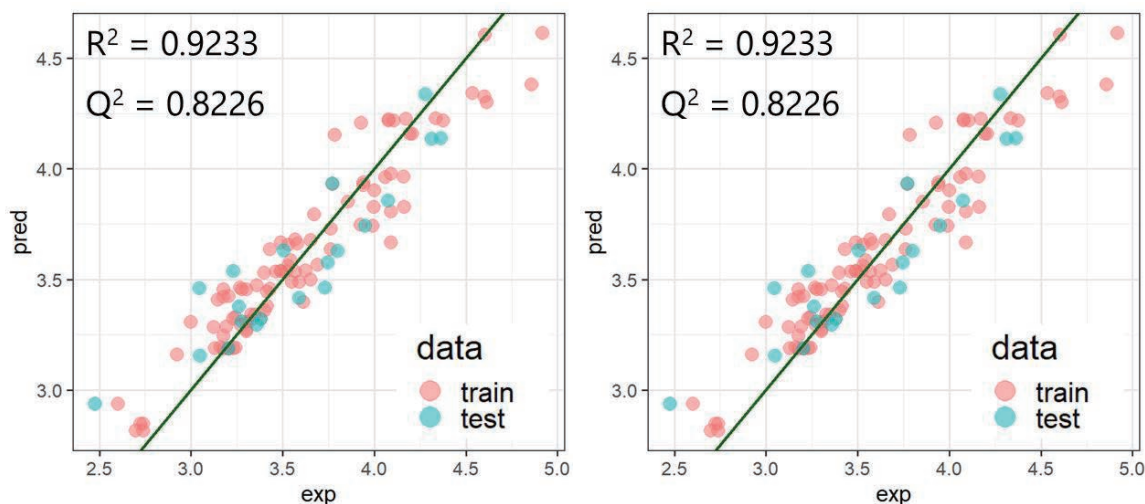 R² = 0.9233
Q² = 0.8226
4.5
4.0
3.5
3.0
pred
data
train
test
2.5 3.0 3.5 4.0 4.5 5.0
exp
R² = 0.9233
Q² = 0.8226
4.5
4.0
3.5
3.0
pred
data
train
test
2.5 3.0 3.5 4.0 4.5 5.0
exp